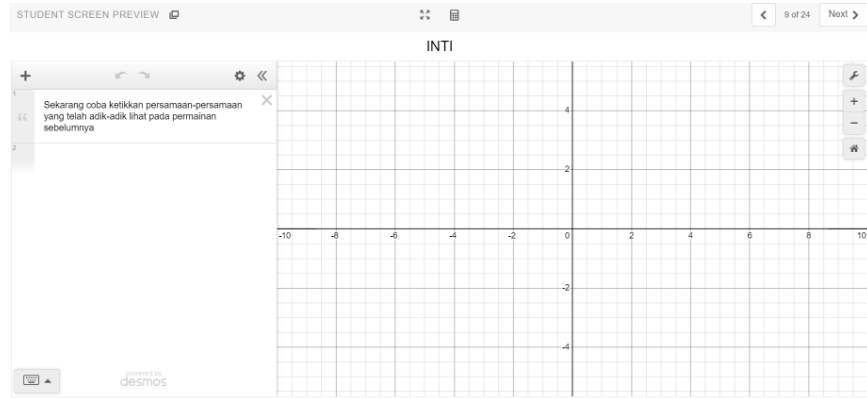 STUDENT SCREEN PREVIEW
9 of 24 Next
INTI
1
Sekarang coba ketikkan persamaan-persamaan
yang telah adik-adik lihat pada permainan
sebelumnya
2
4
2
-10 -8 -6 -4 -2 0 2 4 6 8 10
-2
-4
powered by
desmos